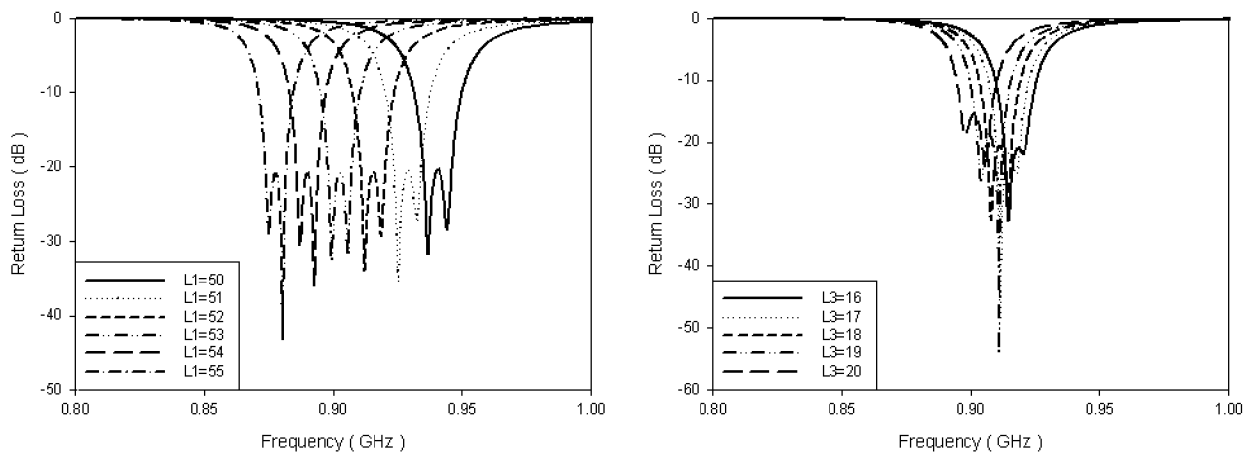 0
-10
-20
-30
-40
-50
Return Loss ( dB )
L1=50
L1=51
L1=52
L1=53
L1=54
L1=55
0.80
0.85
0.90
0.95
1.00
Frequency ( GHz )
0
-10
-20
-30
-40
-50
-60
Return Loss ( dB )
L3=16
L3=17
L3=18
L3=19
L3=20
0.80
0.85
0.90
0.95
1.00
Frequency ( GHz )